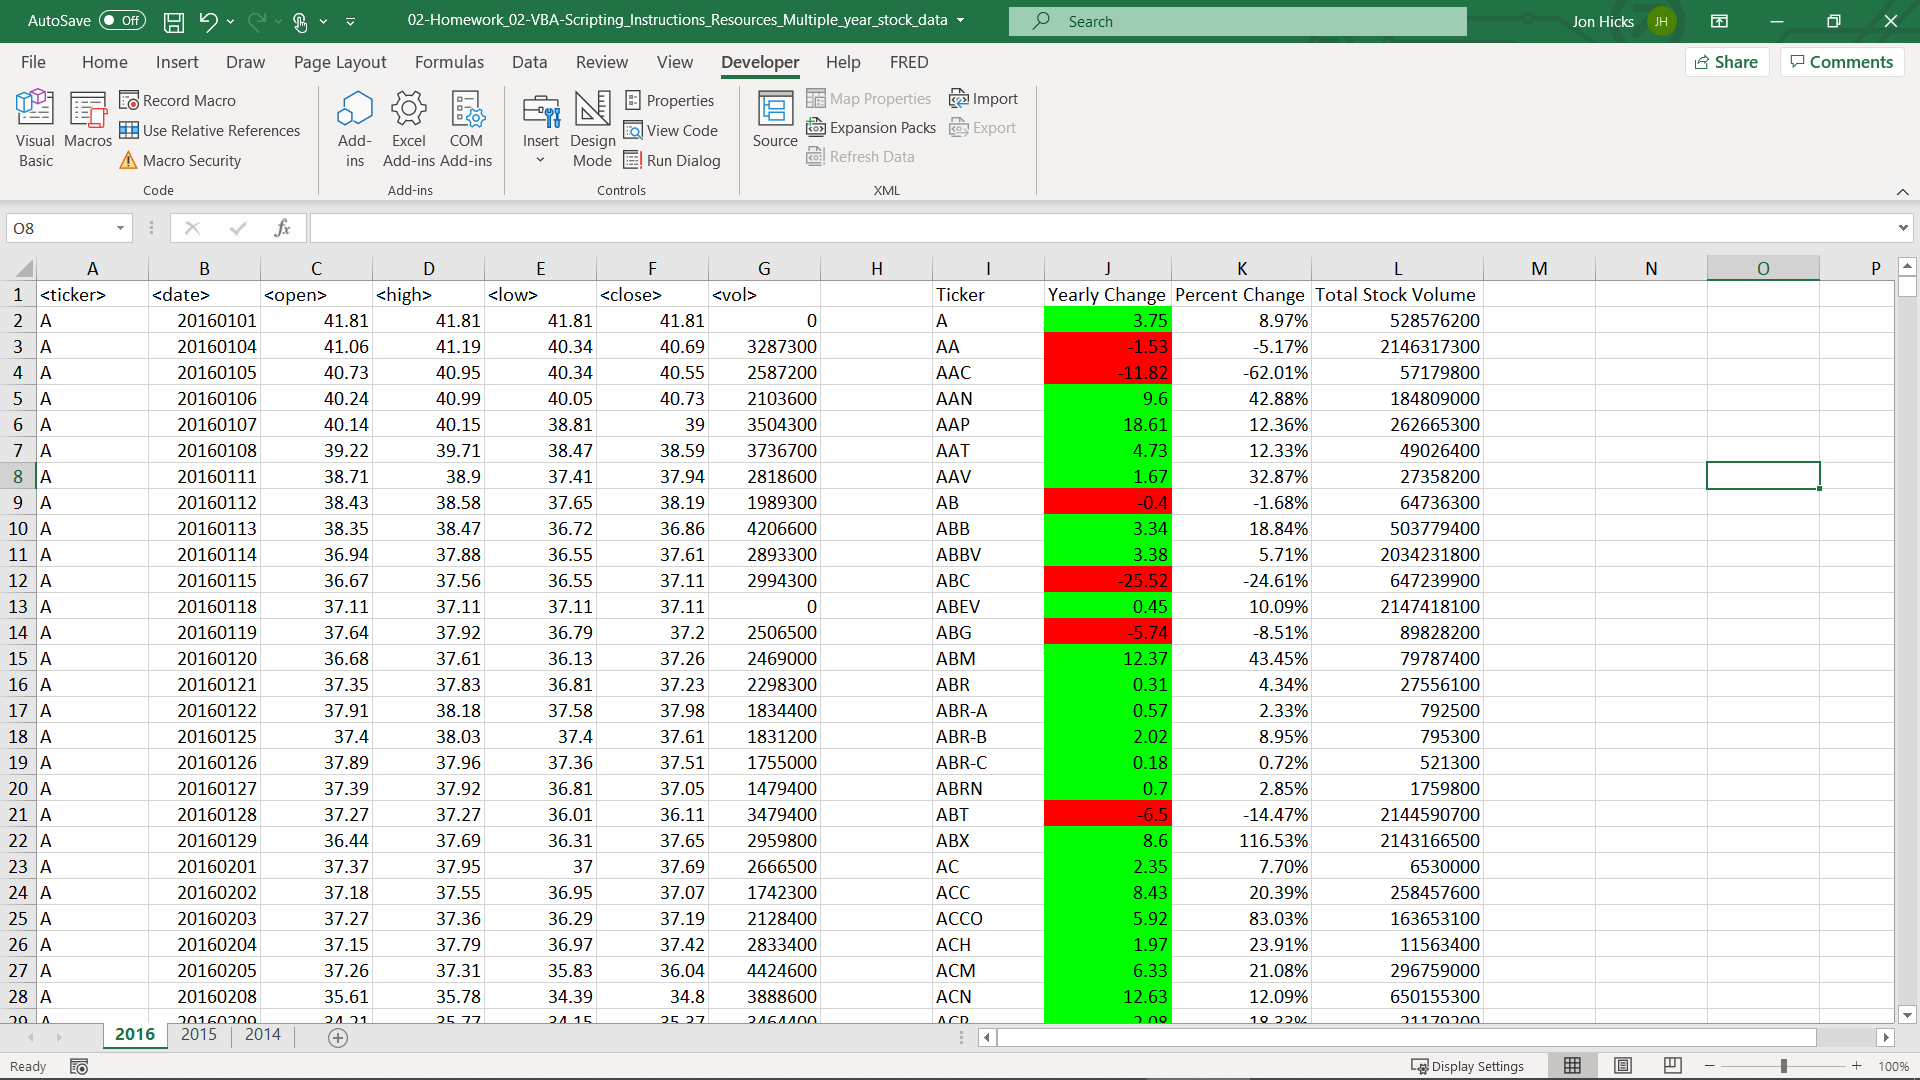 AutoSave Off 02-Homework_02-VBA-Scripting_Instructions_Resources_Multiple_year_stock_data Search Jon Hicks JH
File Home Insert Draw Page Layout Formulas Data Review View Developer Help FRED Share Comments
Visual Basic
Macros
Record Macro
Use Relative References
Macro Security
Code
Add-ins
Excel Add-ins
COM Add-ins
Add-ins
Insert
Design Mode
Properties
View Code
Run Dialog
Controls
Source
Map Properties
Expansion Packs
Refresh Data
Import
Export
XML
O8 fx
A B C D E F G H I J K L M N O P
1 <ticker> <date> <open> <high> <low> <close> <vol> Ticker Yearly Change Percent Change Total Stock Volume
2 A 20160101 41.81 41.81 41.81 41.81 0 A 3.75 8.97% 528576200
3 A 20160104 41.06 41.19 40.34 40.69 3287300 AA -1.53 -5.17% 2146317300
4 A 20160105 40.73 40.95 40.34 40.55 2587200 AAC -11.82 -62.01% 57179800
5 A 20160106 40.24 40.99 40.05 40.73 2103600 AAN 9.6 42.88% 184809000
6 A 20160107 40.14 40.15 38.81 39 3504300 AAP 18.61 12.36% 262665300
7 A 20160108 39.22 39.71 38.47 38.59 3736700 AAT 4.73 12.33% 49026400
8 A 20160111 38.71 38.9 37.41 37.94 2818600 AAV 1.67 32.87% 27358200
9 A 20160112 38.43 38.58 37.65 38.19 1989300 AB -0.4 -1.68% 64736300
10 A 20160113 38.35 38.47 36.72 36.86 4206600 ABB 3.34 18.84% 503779400
11 A 20160114 36.94 37.88 36.55 37.61 2893300 ABBV 3.38 5.71% 2034231800
12 A 20160115 36.67 37.56 36.55 37.11 2994300 ABC -25.52 -24.61% 647239900
13 A 20160118 37.11 37.11 37.11 37.11 0 ABEV 0.45 10.09% 2147418100
14 A 20160119 37.64 37.92 36.79 37.2 2506500 ABG -5.74 -8.51% 89828200
15 A 20160120 36.68 37.61 36.13 37.26 2469000 ABM 12.37 43.45% 79787400
16 A 20160121 37.35 37.83 36.81 37.23 2298300 ABR 0.31 4.34% 27556100
17 A 20160122 37.91 38.18 37.58 37.98 1834400 ABR-A 0.57 2.33% 792500
18 A 20160125 37.4 38.03 37.4 37.61 1831200 ABR-B 2.02 8.95% 795300
19 A 20160126 37.89 37.96 37.36 37.51 1755000 ABR-C 0.18 0.72% 521300
20 A 20160127 37.39 37.92 36.81 37.05 1479400 ABRN 0.7 2.85% 1759800
21 A 20160128 37.27 37.27 36.01 36.11 3479400 ABT -6.5 -14.47% 2144590700
22 A 20160129 36.44 37.69 36.31 37.65 2959800 ABX 8.6 116.53% 2143166500
23 A 20160201 37.37 37.95 37 37.69 2666500 AC 2.35 7.70% 6530000
24 A 20160202 37.18 37.55 36.95 37.07 1742300 ACC 8.43 20.39% 258457600
25 A 20160203 37.27 37.36 36.29 37.19 2128400 ACCO 5.92 83.03% 163653100
26 A 20160204 37.15 37.79 36.97 37.42 2833400 ACH 1.97 23.91% 11563400
27 A 20160205 37.26 37.31 35.83 36.04 4424600 ACM 6.33 21.08% 296759000
28 A 20160208 35.61 35.78 34.39 34.8 3888600 ACN 12.63 12.09% 650155300
29 A 20160209 34.21 35.77 34.15 35.37 3464400 2.08 18.33% 21179200
2016 2015 2014
Ready Display Settings 100%